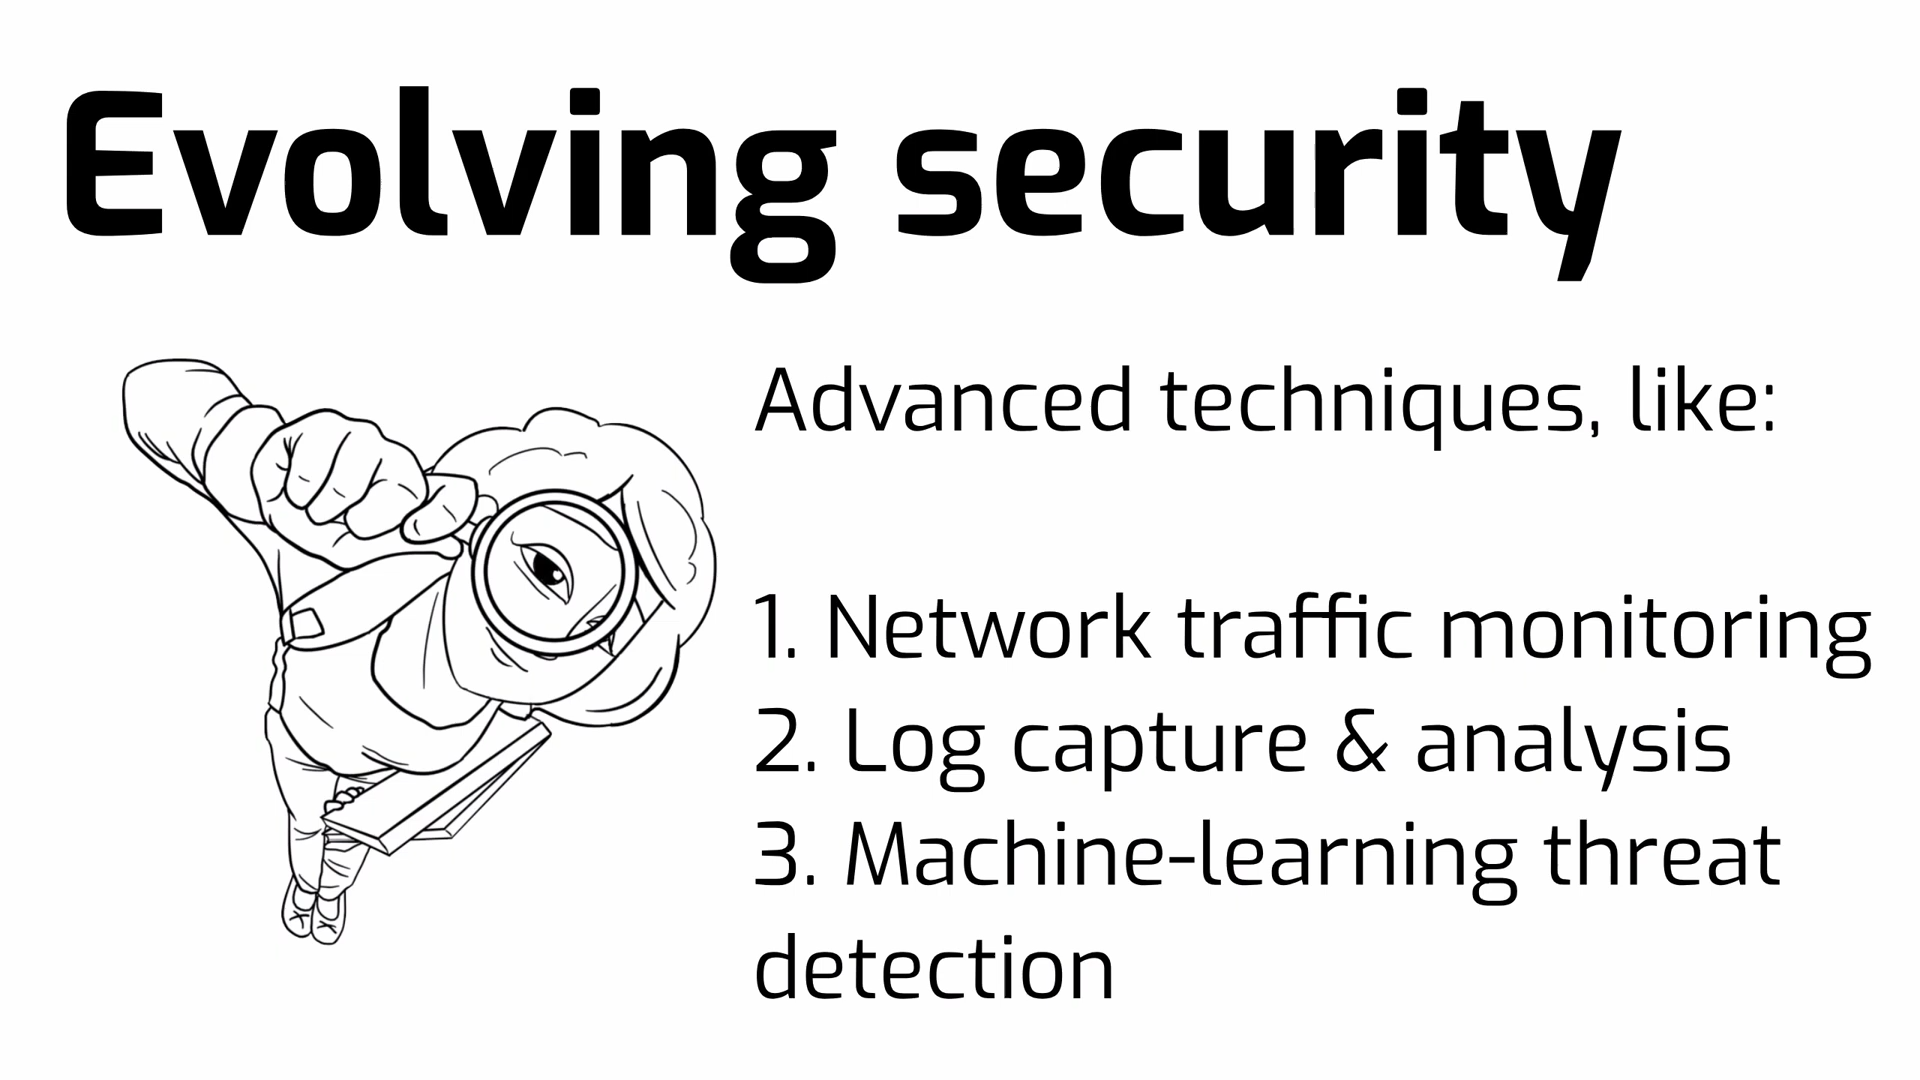 Evolving security
Advanced techniques, like:
1. Network traffic monitoring
2. Log capture & analysis
3. Machine-learning threat
detection